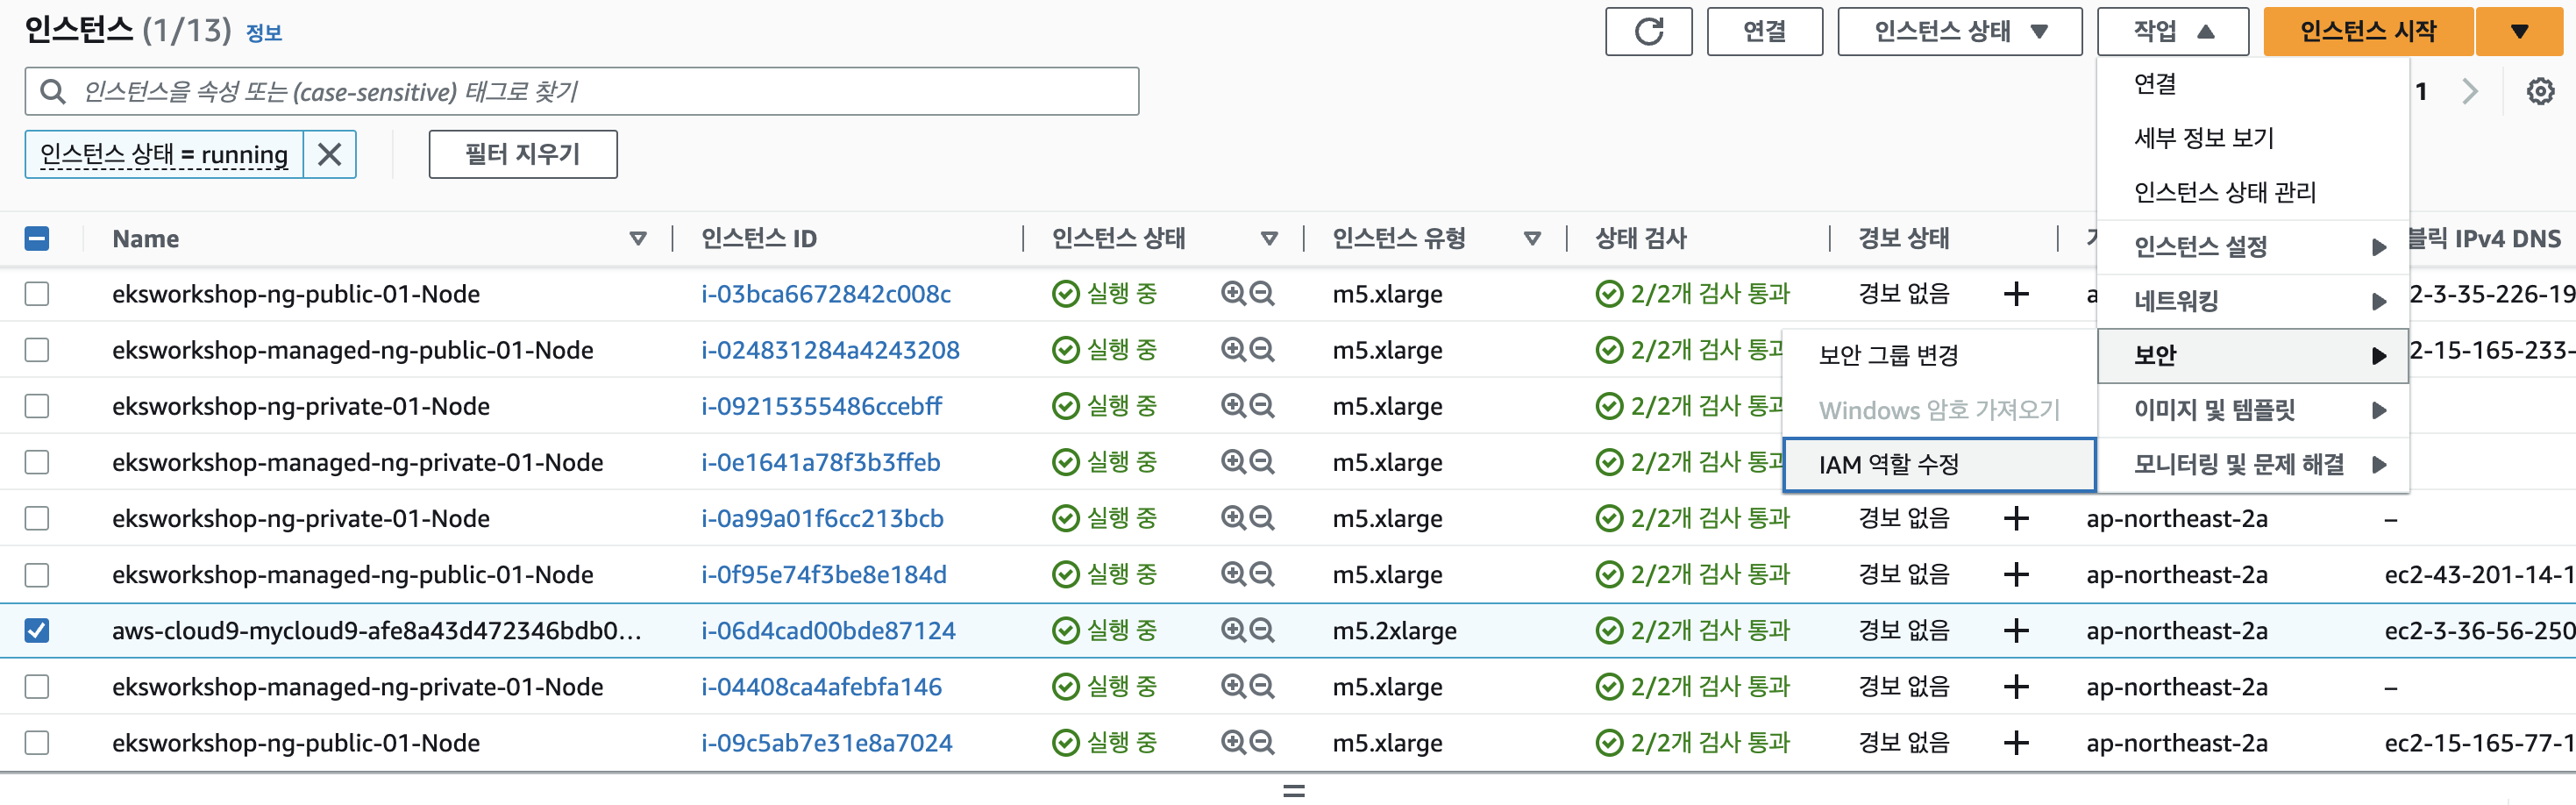 인스턴스 (1/13) 정보 연결 인스턴스 상태 작업 인스턴스 시작
인스턴스를 속성 또는 (case-sensitive) 태그로 찾기 1
인스턴스 상태 = running 필터 지우기
연결
세부 정보 보기
인스턴스 상태 관리
인스턴스 설정
네트워킹
보안
이미지 및 템플릿
모니터링 및 문제 해결
보안 그룹 변경
Windows 암호 가져오기
IAM 역할 수정
Name 인스턴스 ID 인스턴스 상태 인스턴스 유형 상태 검사 경보 상태 IPv4 DNS
eksworkshop-ng-public-01-Node i-03bca6672842c008c 실행 중 m5.xlarge 2/2개 검사 통과 경보 없음 + a 2-3-35-226-19
eksworkshop-managed-ng-public-01-Node i-024831284a4243208 실행 중 m5.xlarge 2/2개 검사 통과 2-15-165-233-
eksworkshop-ng-private-01-Node i-09215355486ccebff 실행 중 m5.xlarge 2/2개 검사 통과
eksworkshop-managed-ng-private-01-Node i-0e1641a78f3b3ffeb 실행 중 m5.xlarge 2/2개 검사 통과
eksworkshop-ng-private-01-Node i-0a99a01f6cc213bcb 실행 중 m5.xlarge 2/2개 검사 통과 경보 없음 + ap-northeast-2a –
eksworkshop-managed-ng-public-01-Node i-0f95e74f3be8e184d 실행 중 m5.xlarge 2/2개 검사 통과 경보 없음 + ap-northeast-2a ec2-43-201-14-1
aws-cloud9-mycloud9-afe8a43d472346bdb0... i-06d4cad00bde87124 실행 중 m5.2xlarge 2/2개 검사 통과 경보 없음 + ap-northeast-2a ec2-3-36-56-250
eksworkshop-managed-ng-private-01-Node i-04408ca4afebfa146 실행 중 m5.xlarge 2/2개 검사 통과 경보 없음 + ap-northeast-2a –
eksworkshop-ng-public-01-Node i-09c5ab7e31e8a7024 실행 중 m5.xlarge 2/2개 검사 통과 경보 없음 + ap-northeast-2a ec2-15-165-77-1